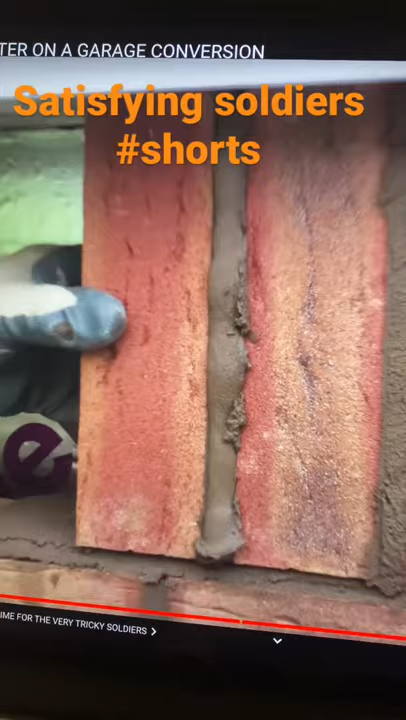 TER ON A GARAGE CONVERSION
Satisfying soldiers
#shorts
e
IME FOR THE VERY TRICKY SOLDIERS >